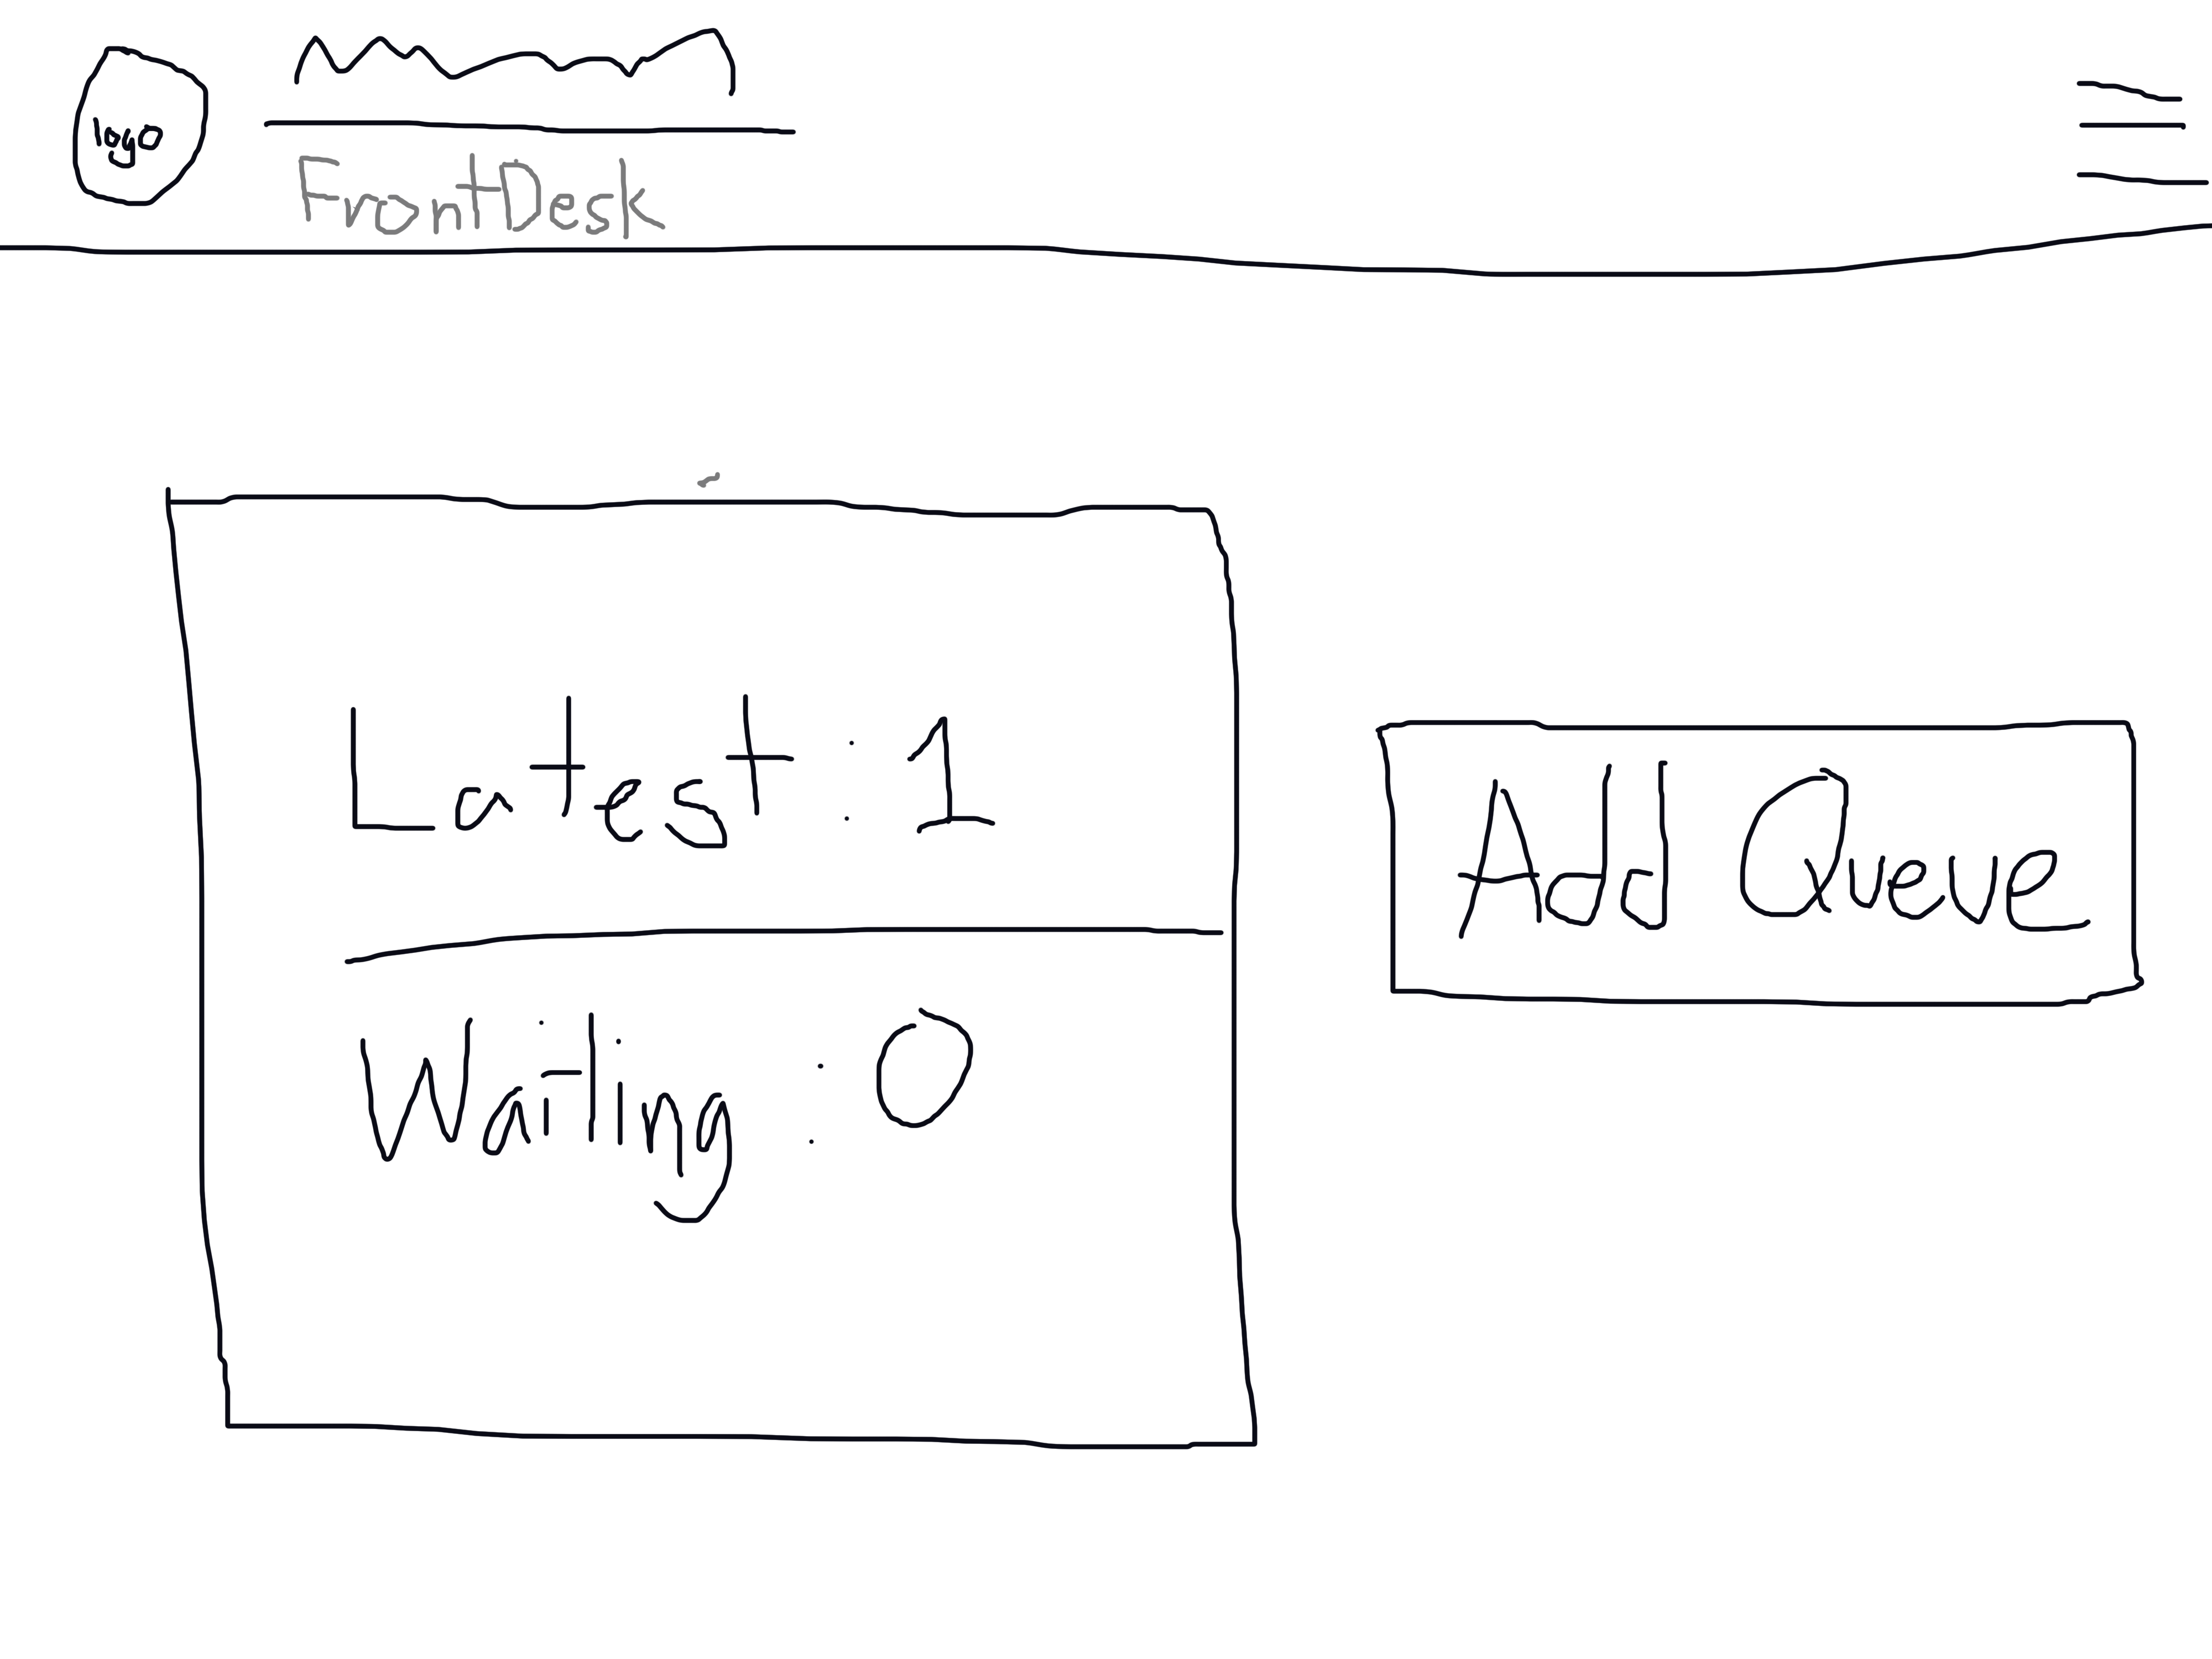 logo
FrontDesk
Latest : 1
Add Queue
Waiting : 0